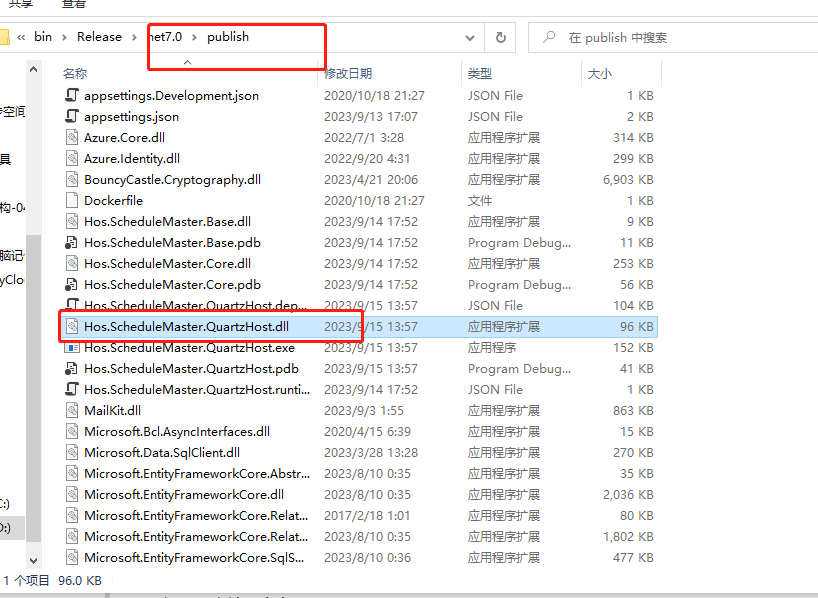 共享 查看
« bin > Release > net7.0 > publish 在 publish 中搜索
名称 修改日期 类型 大小
appsettings.Development.json 2020/10/18 21:27 JSON File 1 KB
appsettings.json 2023/9/13 17:07 JSON File 2 KB
Azure.Core.dll 2022/7/1 3:28 应用程序扩展 314 KB
Azure.Identity.dll 2022/9/20 4:31 应用程序扩展 299 KB
BouncyCastle.Cryptography.dll 2023/4/21 20:06 应用程序扩展 6,903 KB
Dockerfile 2020/10/18 21:27 文件 1 KB
Hos.ScheduleMaster.Base.dll 2023/9/14 17:52 应用程序扩展 9 KB
Hos.ScheduleMaster.Base.pdb 2023/9/14 17:52 Program Debug... 11 KB
Hos.ScheduleMaster.Core.dll 2023/9/14 17:52 应用程序扩展 253 KB
Hos.ScheduleMaster.Core.pdb 2023/9/14 17:52 Program Debug... 56 KB
Hos.ScheduleMaster.QuartzHost.dep... 2023/9/15 13:57 JSON File 104 KB
Hos.ScheduleMaster.QuartzHost.dll 2023/9/15 13:57 应用程序扩展 96 KB
Hos.ScheduleMaster.QuartzHost.exe 2023/9/15 13:57 应用程序 152 KB
Hos.ScheduleMaster.QuartzHost.pdb 2023/9/15 13:57 Program Debug... 41 KB
Hos.ScheduleMaster.QuartzHost.runti... 2023/9/14 17:52 JSON File 1 KB
MailKit.dll 2023/9/3 1:55 应用程序扩展 863 KB
Microsoft.Bcl.AsyncInterfaces.dll 2020/4/15 6:39 应用程序扩展 15 KB
Microsoft.Data.SqlClient.dll 2023/3/28 13:28 应用程序扩展 270 KB
Microsoft.EntityFrameworkCore.Abstr... 2023/8/10 0:35 应用程序扩展 35 KB
Microsoft.EntityFrameworkCore.dll 2023/8/10 0:35 应用程序扩展 2,036 KB
Microsoft.EntityFrameworkCore.Relat... 2017/2/18 1:01 应用程序扩展 80 KB
Microsoft.EntityFrameworkCore.Relat... 2023/8/10 0:35 应用程序扩展 1,802 KB
Microsoft.EntityFrameworkCore.SqlS... 2023/8/10 0:36 应用程序扩展 477 KB
空间
具
构-04
脑记
yClo
C:)
D:)
1 个项目 96.0 KB